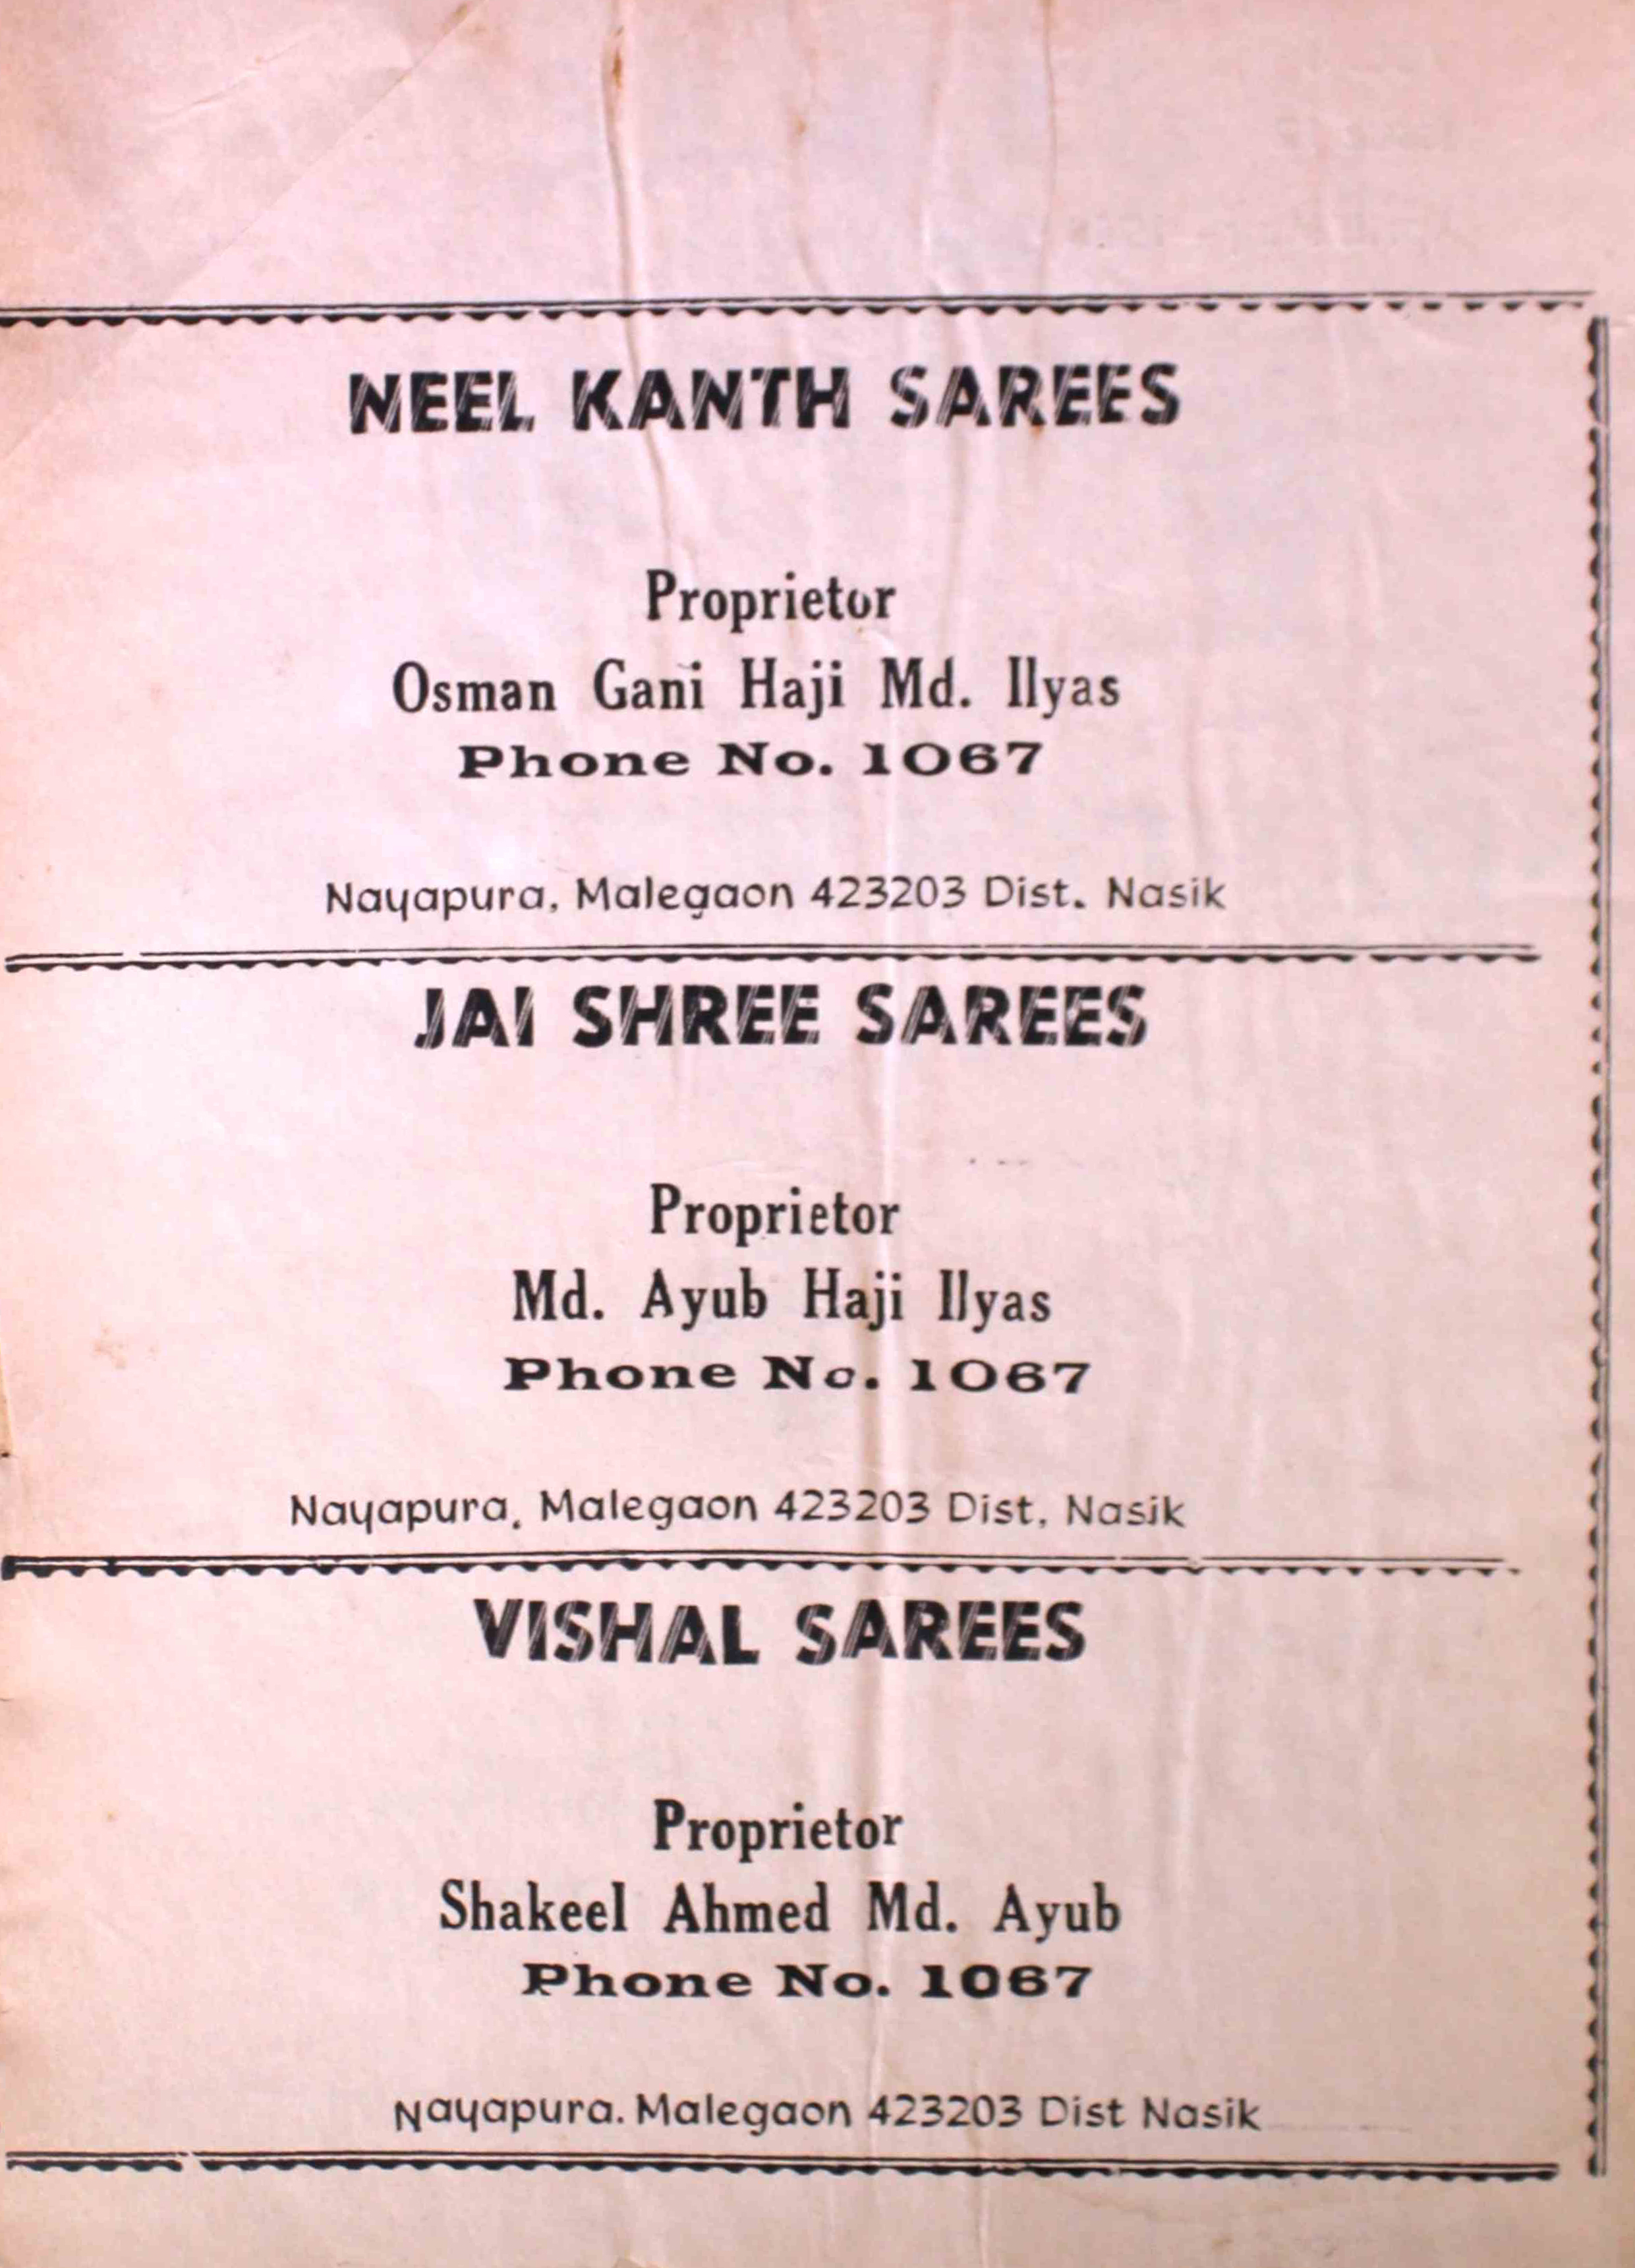 NEEL KANTH SAREES
Proprietor
Osman Gani Haji Md. Ilyas
Phone No. 1067
Nayapura, Malegaon 423203 Dist. Nasik
JAI SHREE SAREES
Proprietor
Md. Ayub Haji Ilyas
Phone No. 1067
Nayapura, Malegaon 423203 Dist, Nasik
VISHAL SAREES
Proprietor
Shakeel Ahmed Md. Ayub
Phone No. 1067
Nayapura. Malegaon 423203 Dist Nasik